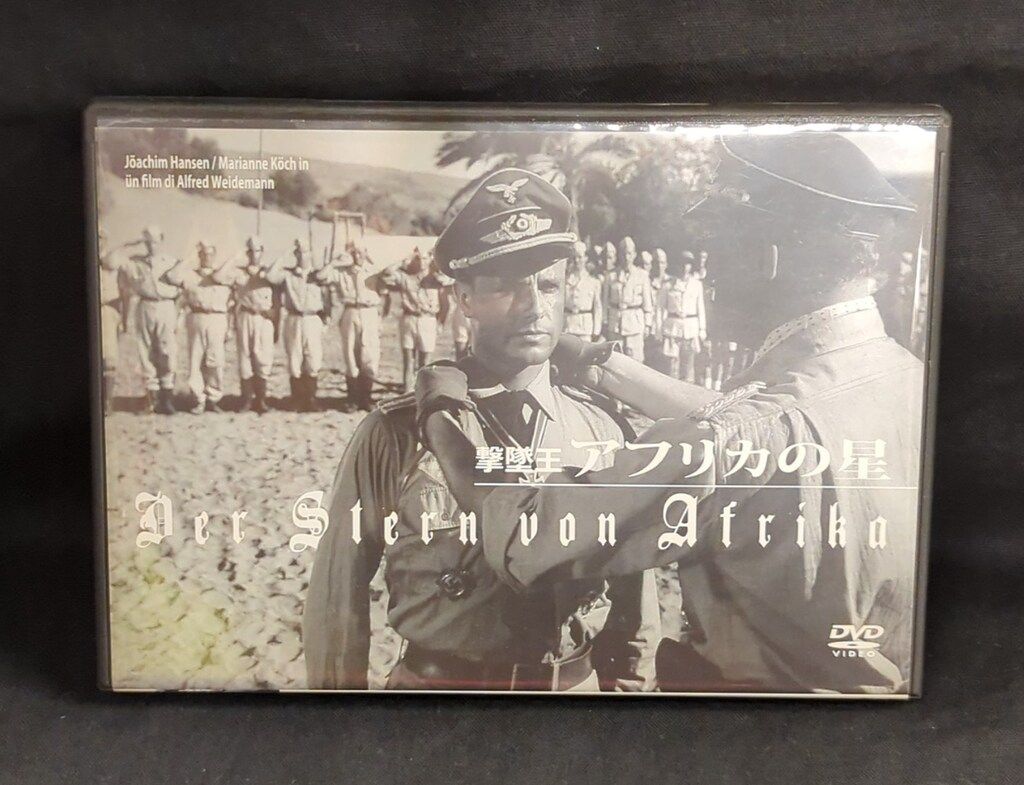 Jöachim Hansen / Marianne Köch in
ün film di Alfred Weidemann
撃墜王 アフリカの星
Der Stern von Afrika
DVD
VIDEO